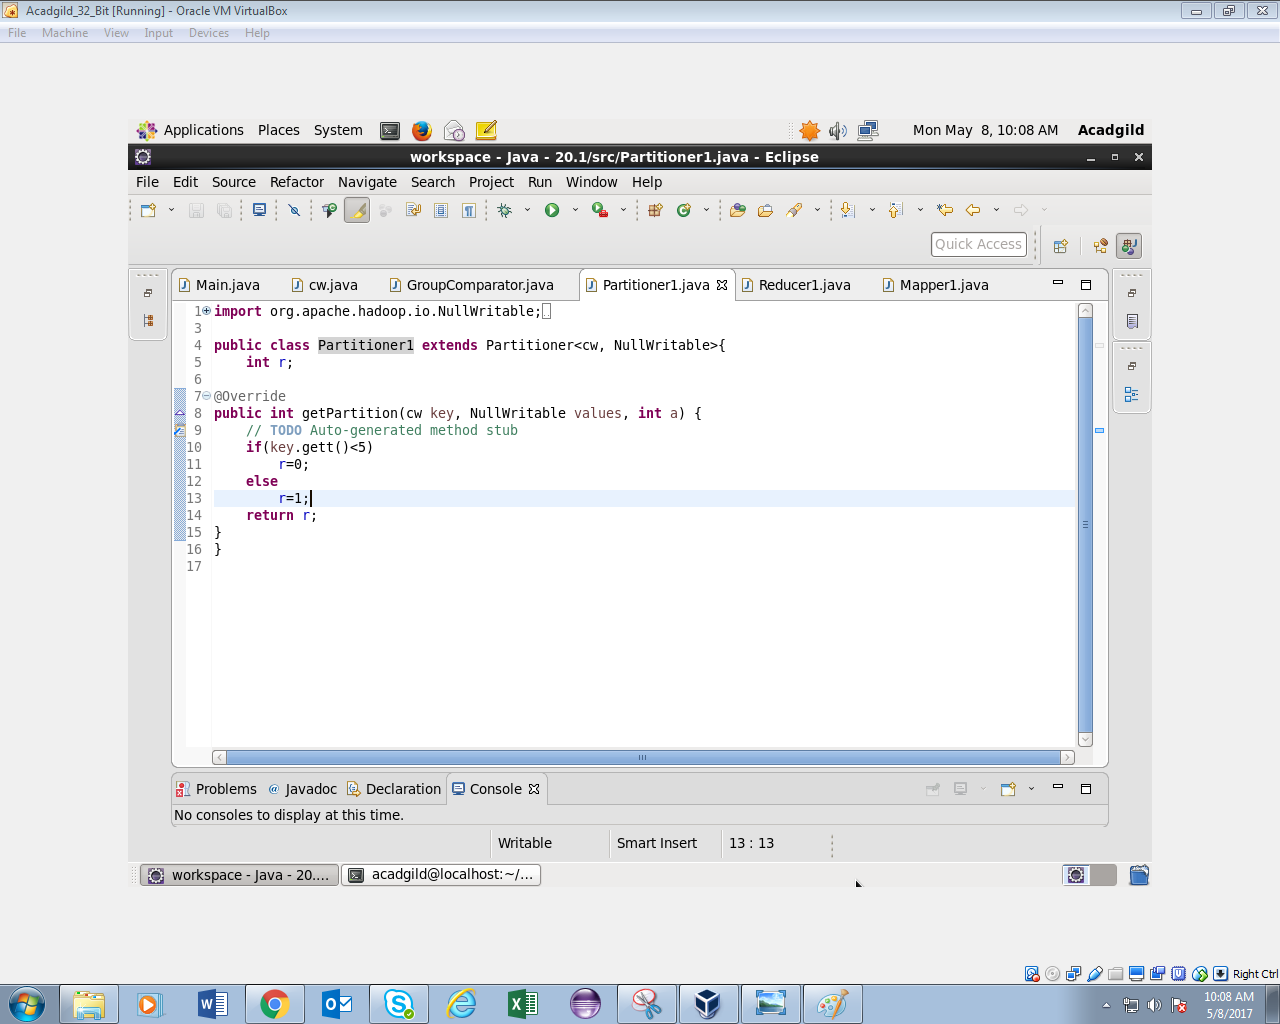 Acadgild_32_Bit [Running] - Oracle VM VirtualBox
File Machine View Input Devices Help
Applications Places System Mon May 8, 10:08 AM Acadgild
workspace - Java - 20.1/src/Partitioner1.java - Eclipse
File Edit Source Refactor Navigate Search Project Run Window Help
Quick Access
Main.java cw.java GroupComparator.java Partitioner1.java Reducer1.java Mapper1.java
1 import org.apache.hadoop.io.NullWritable;
3
4 public class Partitioner1 extends Partitioner<cw, NullWritable>{
5 int r;
6
7 @Override
8 public int getPartition(cw key, NullWritable values, int a) {
9 // TODO Auto-generated method stub
10 if(key.gett()<5)
11 r=0;
12 else
13 r=1;
14 return r;
15 }
16 }
17
Problems Javadoc Declaration Console
No consoles to display at this time.
Writable Smart Insert 13 : 13
workspace - Java - 20.... acadgild@localhost:~/...
Right Ctrl
10:08 AM
5/8/2017